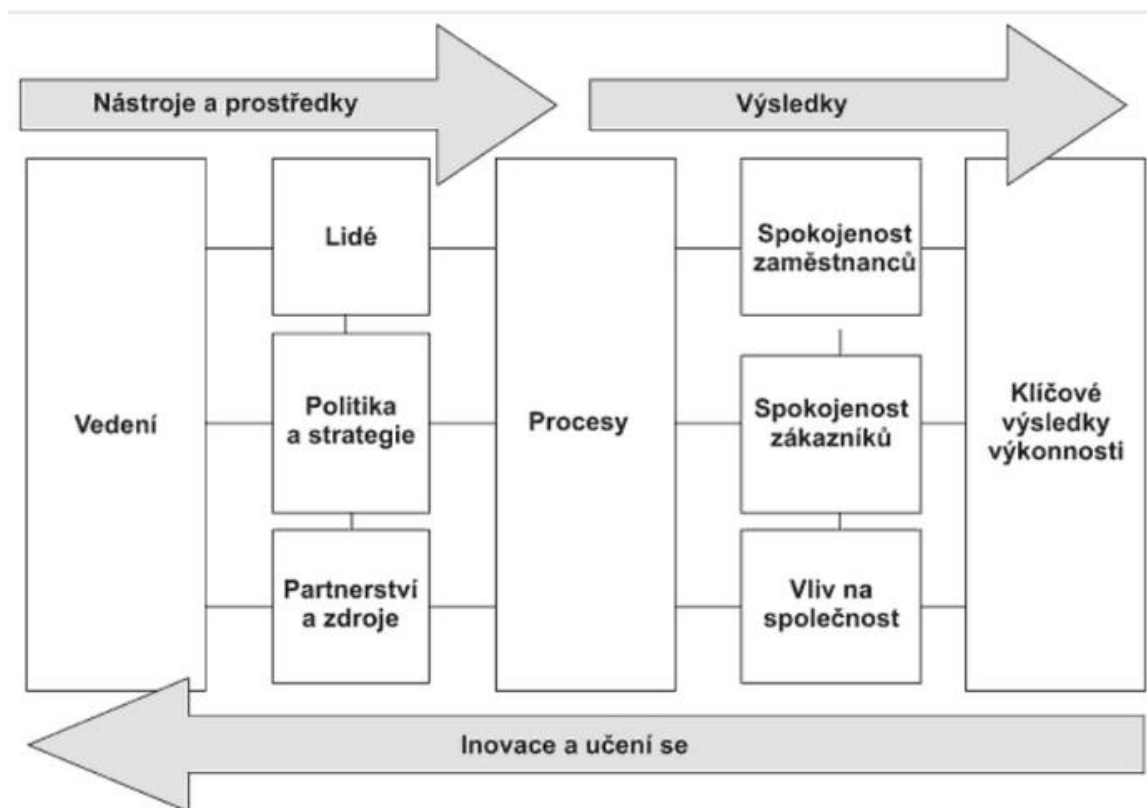 Nástroje a prostředky
Výsledky
Vedení
Lidé
Politika
a strategie
Partnerství
a zdroje
Procesy
Spokojenost
zaměstnanců
Spokojenost
zákazníků
Vliv na
společnost
Klíčové
výsledky
výkonnosti
Inovace a učení se